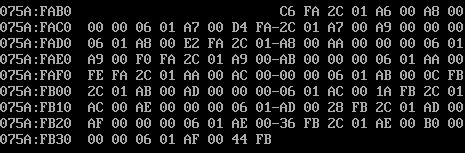 075A:FAB0 C6 FA 2C 01 A6 00 A8 00
075A:FAC0 00 00 06 01 A7 00 D4 FA-2C 01 A7 00 A9 00 00 00
075A:FAD0 06 01 A8 00 E2 FA 2C 01-A8 00 AA 00 00 00 06 01
075A:FAE0 A9 00 F0 FA 2C 01 A9 00-AB 00 00 00 06 01 AA 00
075A:FAF0 FE FA 2C 01 AA 00 AC 00-00 00 06 01 AB 00 0C FB
075A:FB00 2C 01 AB 00 AD 00 00 00-06 01 AC 00 1A FB 2C 01
075A:FB10 AC 00 AE 00 00 00 06 01-AD 00 28 FB 2C 01 AD 00
075A:FB20 AF 00 00 00 06 01 AE 00-36 FB 2C 01 AE 00 B0 00
075A:FB30 00 00 06 01 AF 00 44 FB